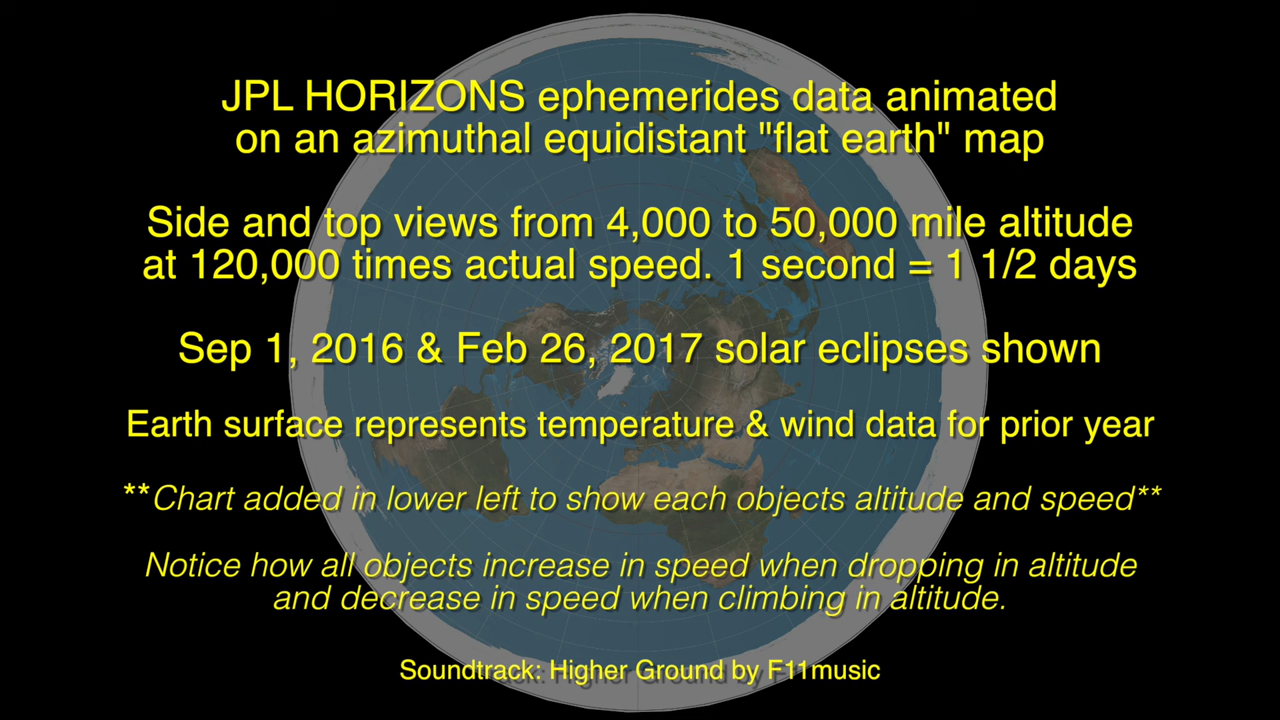 JPL HORIZONS ephemerides data animated
on an azimuthal equidistant "flat earth" map
Side and top views from 4,000 to 50,000 mile altitude
at 120,000 times actual speed. 1 second = 1 1/2 days
Sep 1, 2016 & Feb 26, 2017 solar eclipses shown
Earth surface represents temperature & wind data for prior year
**Chart added in lower left to show each objects altitude and speed**
Notice how all objects increase in speed when dropping in altitude
and decrease in speed when climbing in altitude.
Soundtrack: Higher Ground by F11music